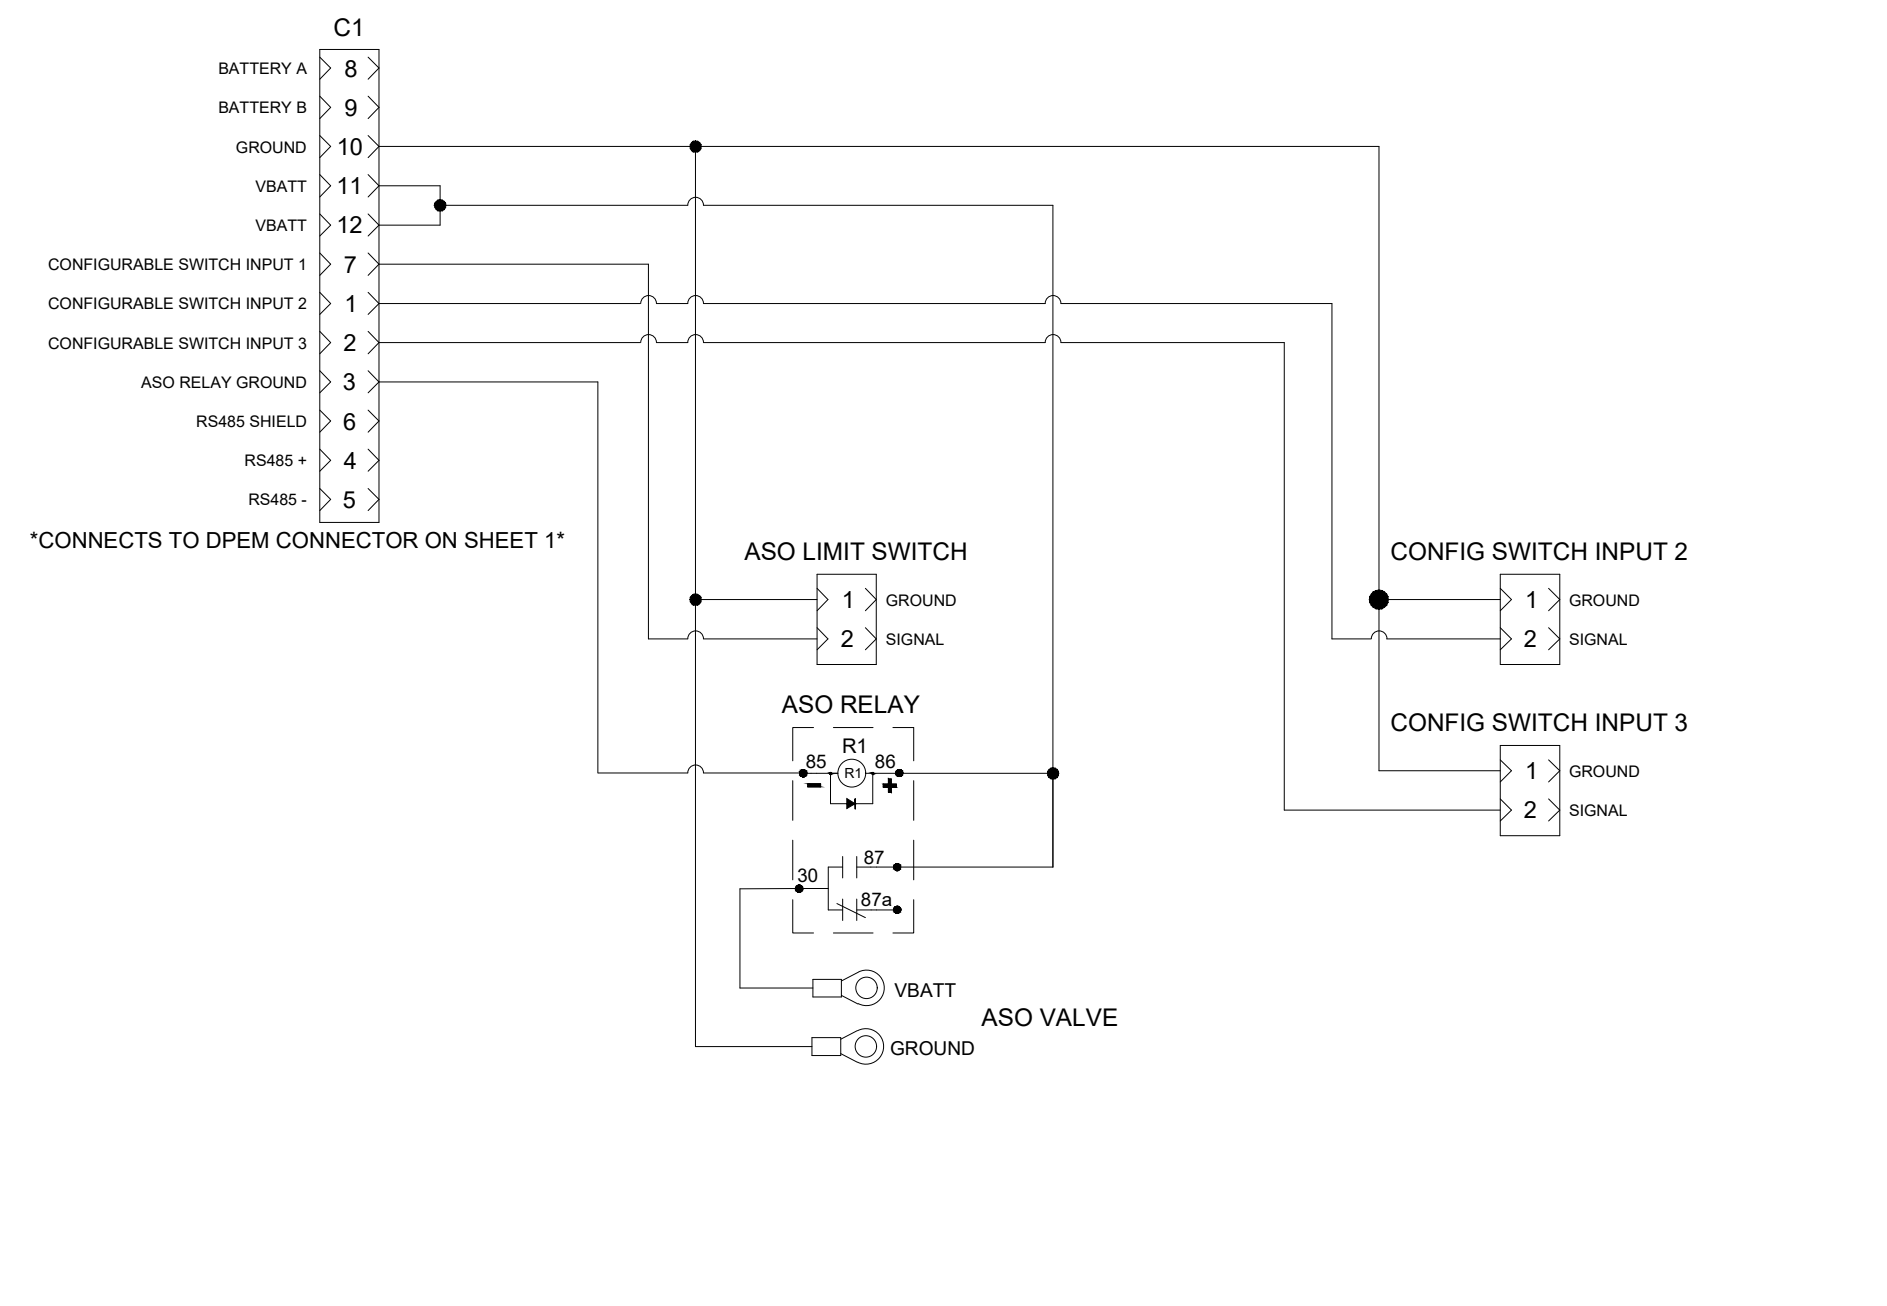 C1
BATTERY A 8
BATTERY B 9
GROUND 10
VBATT 11
VBATT 12
CONFIGURABLE SWITCH INPUT 1 7
CONFIGURABLE SWITCH INPUT 2 1
CONFIGURABLE SWITCH INPUT 3 2
ASO RELAY GROUND 3
RS485 SHIELD 6
RS485 + 4
RS485 - 5
*CONNECTS TO DPEM CONNECTOR ON SHEET 1*
ASO LIMIT SWITCH
1 GROUND
2 SIGNAL
CONFIG SWITCH INPUT 2
1 GROUND
2 SIGNAL
ASO RELAY
R1
85 R1 86
- +
87
30
87a
CONFIG SWITCH INPUT 3
1 GROUND
2 SIGNAL
VBATT
ASO VALVE
GROUND